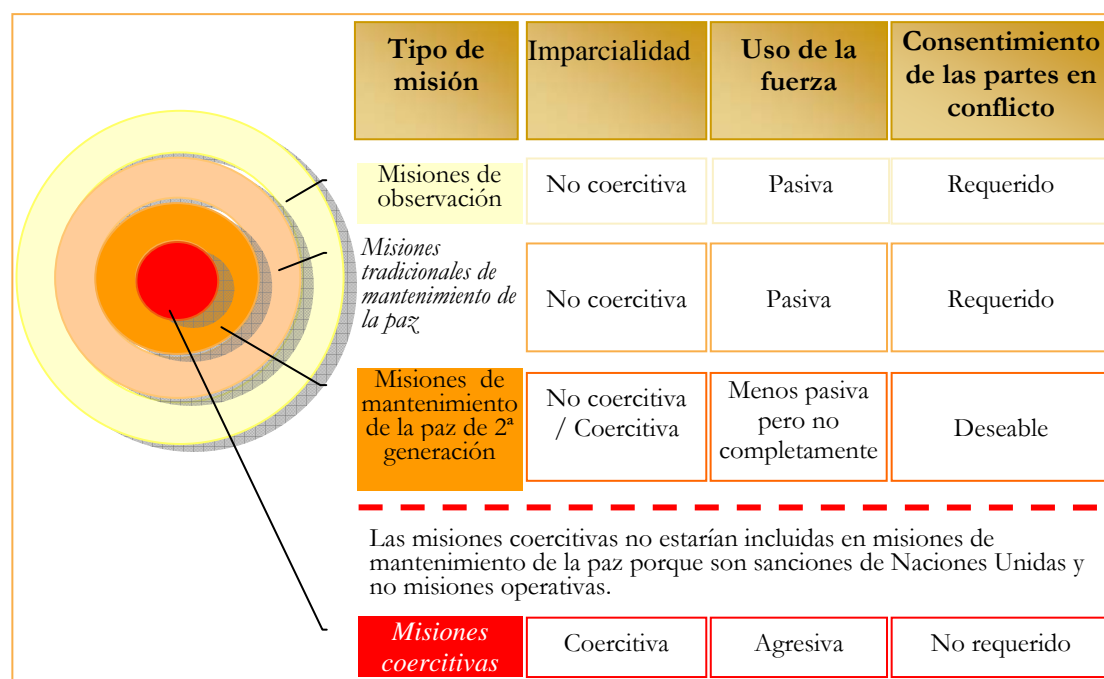 Tipo de
misión
Imparcialidad
Uso de la
fuerza
Consentimiento
de las partes en
conflicto
Misiones de
observación
No coercitiva
Pasiva
Requerido
Misiones
tradicionales de
mantenimiento de
la paz
No coercitiva
Pasiva
Requerido
Misiones de
mantenimiento
de la paz de 2ª
generación
No coercitiva
/ Coercitiva
Menos pasiva
pero no
completamente
Deseable
Las misiones coercitivas no estarían incluidas en misiones de
mantenimiento de la paz porque son sanciones de Naciones Unidas y
no misiones operativas.
Misiones
coercitivas
Coercitiva
Agresiva
No requerido